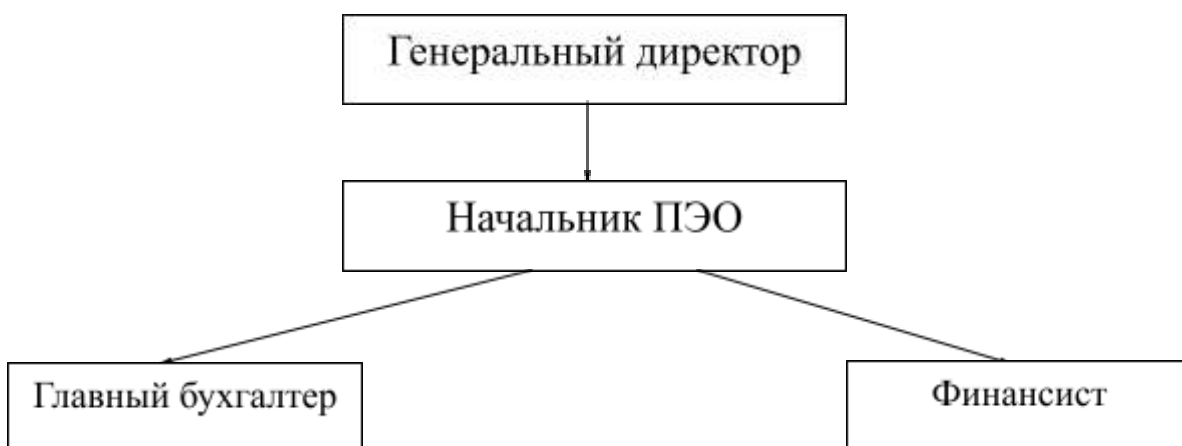 Генеральный директор
Начальник ПЭО
Главный бухгалтер
Финансист